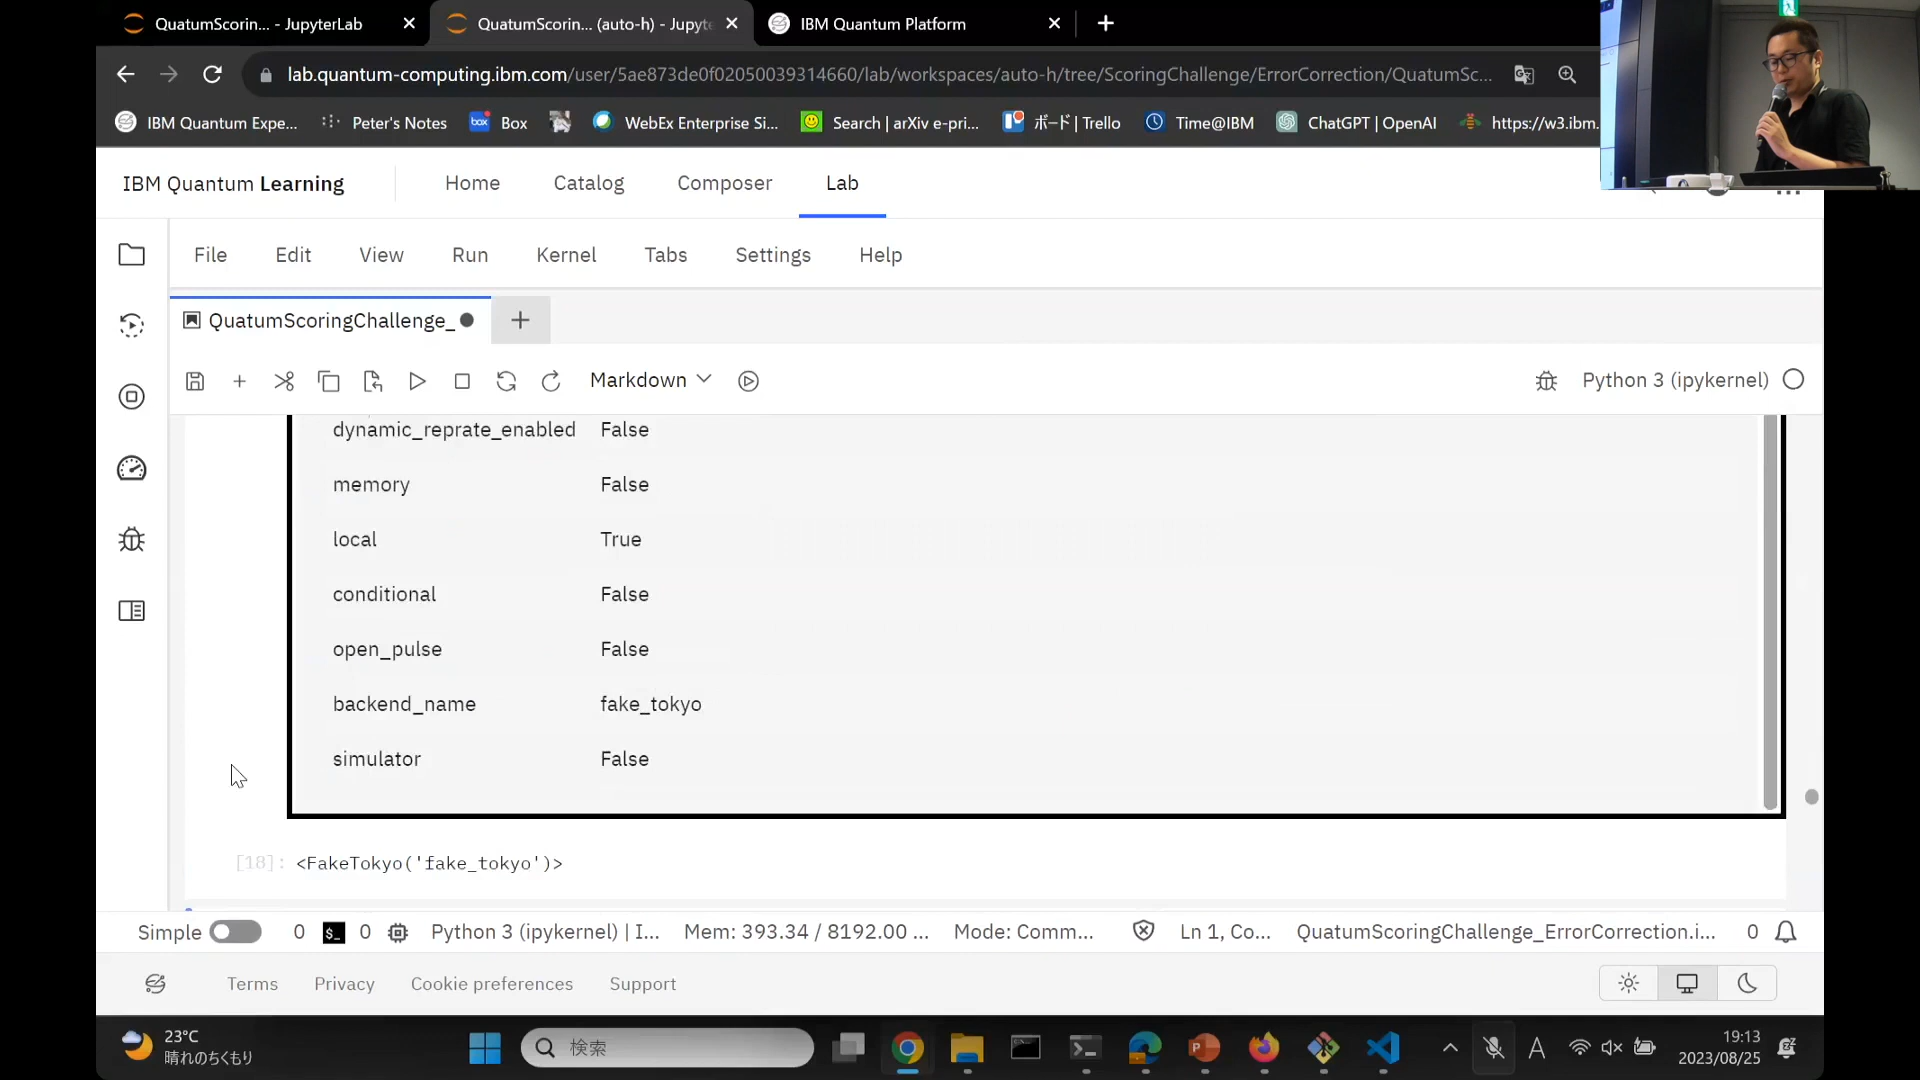 QuatumScorin... - JupyterLab
QuatumScorin... (auto-h) - Jupyte
IBM Quantum Platform
lab.quantum-computing.ibm.com/user/5ae873de0f02050039314660/lab/workspaces/auto-h/tree/ScoringChallenge/ErrorCorrection/QuatumSc...
IBM Quantum Expe...
Peter's Notes
box Box
WebEx Enterprise Si...
Search | arXiv e-pri...
ボード | Trello
Time@IBM
ChatGPT | OpenAI
https://w3.ibm.
IBM Quantum Learning
Home
Catalog
Composer
Lab
File
Edit
View
Run
Kernel
Tabs
Settings
Help
QuatumScoringChallenge_
Markdown
Python 3 (ipykernel)
dynamic_reprate_enabled False
memory False
local True
conditional False
open_pulse False
backend_name fake_tokyo
simulator False
[18]: <FakeTokyo('fake_tokyo')>
Simple
0
$_
0
Python 3 (ipykernel) | I...
Mem: 393.34 / 8192.00 ...
Mode: Comm...
Ln 1, Co...
QuatumScoringChallenge_ErrorCorrection.i...
0
Terms
Privacy
Cookie preferences
Support
23°C
晴れのちくもり
検索
A
19:13
2023/08/25